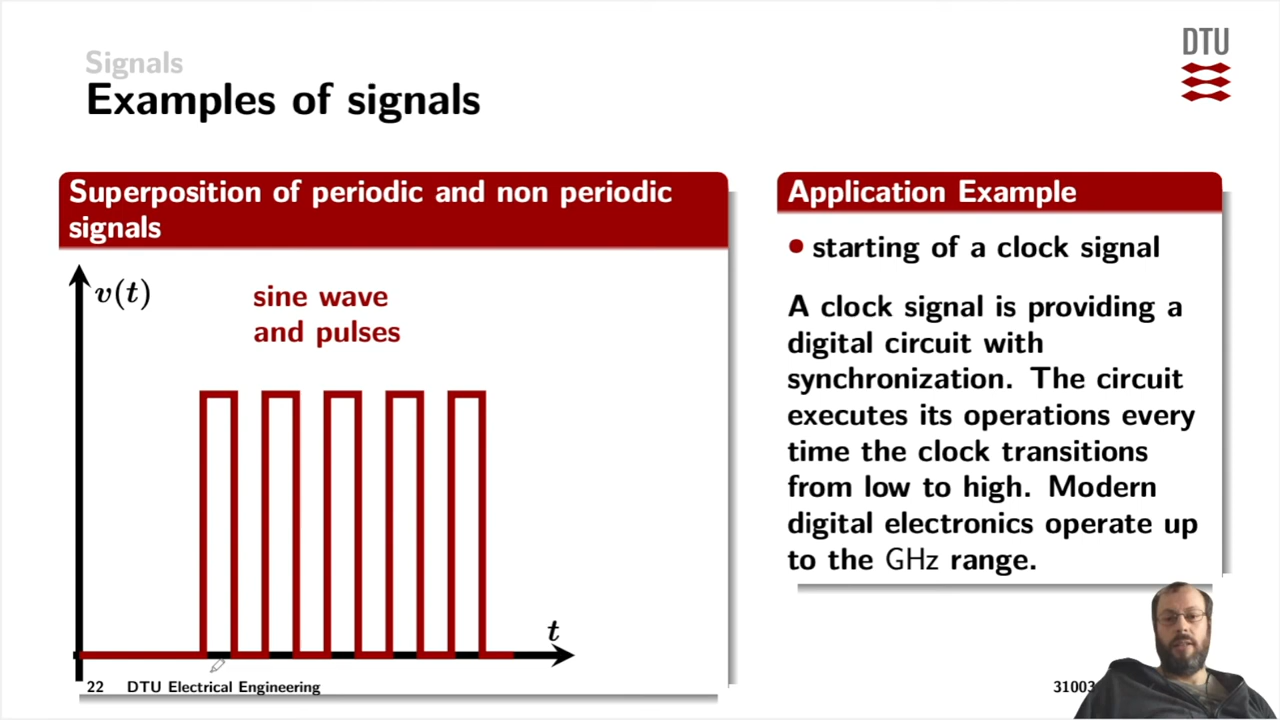 Signals
Examples of signals
DTU
Superposition of periodic and non periodic
signals
v(t)
sine wave
and pulses
t
Application Example
• starting of a clock signal
A clock signal is providing a
digital circuit with
synchronization. The circuit
executes its operations every
time the clock transitions
from low to high. Modern
digital electronics operate up
to the GHz range.
22 DTU Electrical Engineering
31003